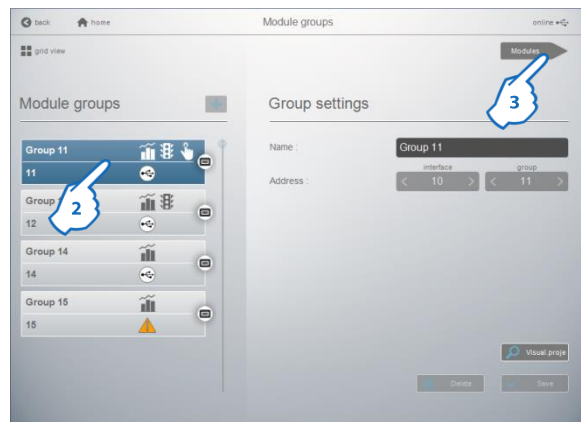 back home Module groups online
grid view Modules
3
Module groups + Group settings
Group 11 Name : Group 11
11 interface group
Address : < 10 > < 11 >
Group
2
12
Group 14
14
Group 15
15
Visual proje
Delete Save